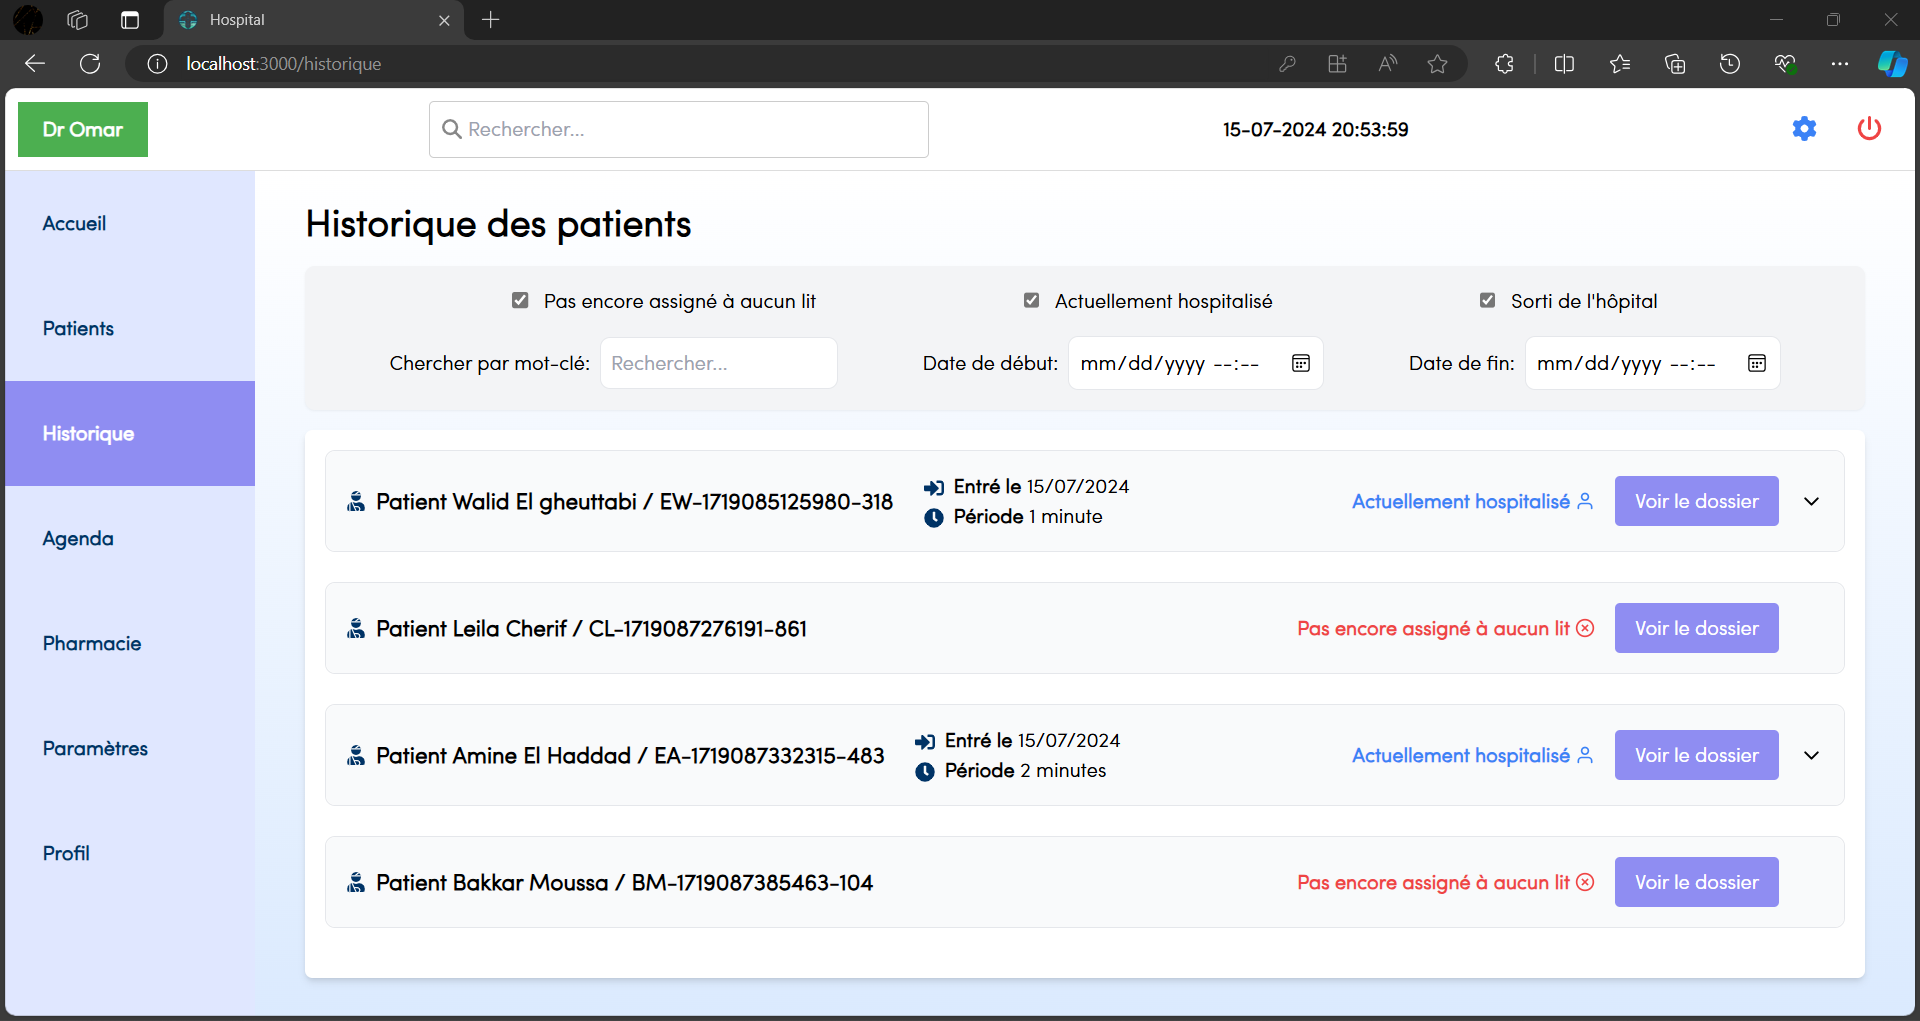 Hospital
localhost:3000/historique
Dr Omar
Rechercher...
15-07-2024 20:53:59
Accueil
Patients
Historique
Agenda
Pharmacie
Paramètres
Profil
Historique des patients
Pas encore assigné à aucun lit
Actuellement hospitalisé
Sorti de l'hôpital
Chercher par mot-clé: Rechercher...
Date de début: mm/dd/yyyy --:--
Date de fin: mm/dd/yyyy --:--
Patient Walid El gheuttabi / EW-1719085125980-318
Entré le 15/07/2024
Période 1 minute
Actuellement hospitalisé
Voir le dossier
Patient Leila Cherif / CL-1719087276191-861
Pas encore assigné à aucun lit
Voir le dossier
Patient Amine El Haddad / EA-1719087332315-483
Entré le 15/07/2024
Période 2 minutes
Actuellement hospitalisé
Voir le dossier
Patient Bakkar Moussa / BM-1719087385463-104
Pas encore assigné à aucun lit
Voir le dossier